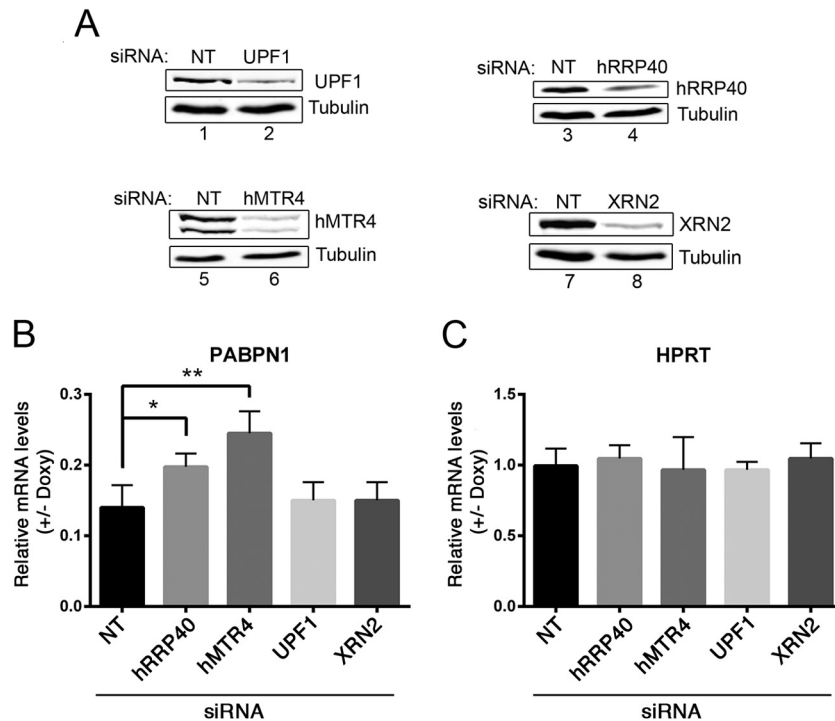 A
siRNA: NT UPF1
UPF1
Tubulin
1 2
siRNA: NT hRRP40
hRRP40
Tubulin
3 4
siRNA: NT hMTR4
hMTR4
Tubulin
5 6
siRNA: NT XRN2
XRN2
Tubulin
7 8
B
PABPN1
Relative mRNA levels
(+/- Doxy)
0.3
0.2
0.1
0.0
*
**
NT
hRRP40
hMTR4
UPF1
XRN2
siRNA
C
HPRT
Relative mRNA levels
(+/- Doxy)
1.5
1.0
0.5
0.0
NT
hRRP40
hMTR4
UPF1
XRN2
siRNA